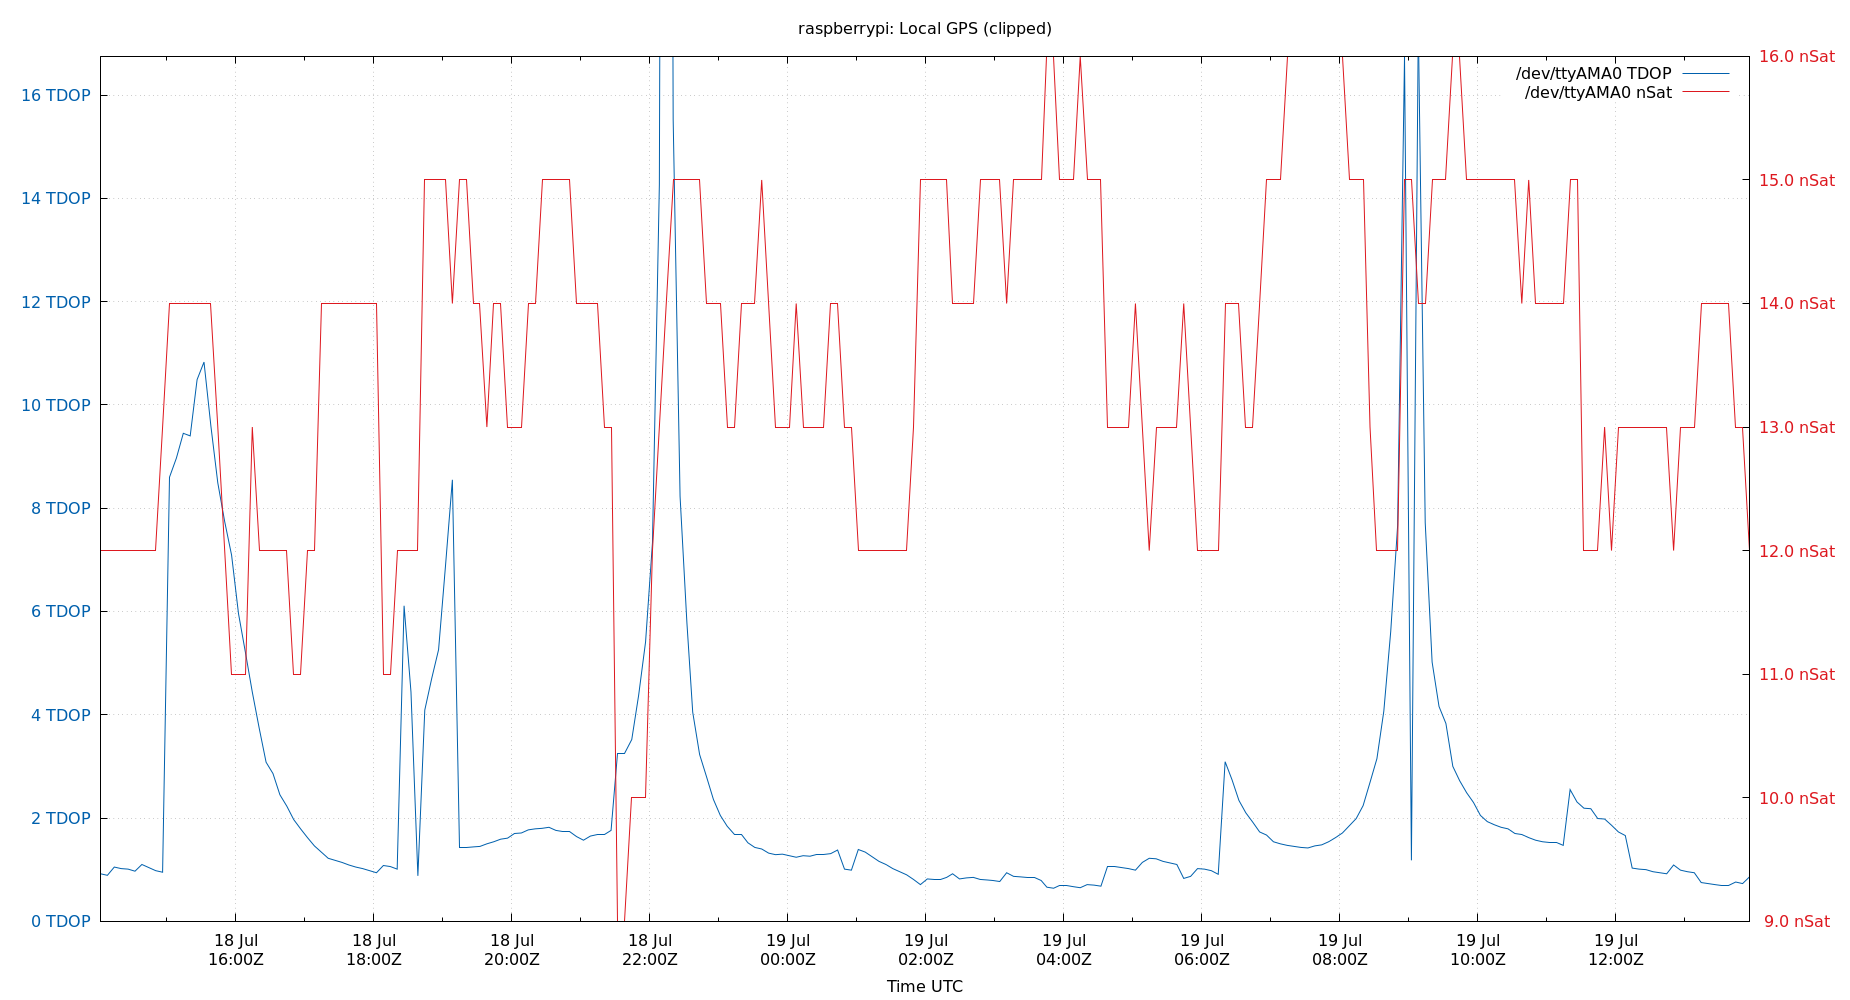 raspberrypi: Local GPS (clipped)
/dev/ttyAMA0 TDOP
/dev/ttyAMA0 nSat
16 TDOP
14 TDOP
12 TDOP
10 TDOP
8 TDOP
6 TDOP
4 TDOP
2 TDOP
0 TDOP
16.0 nSat
15.0 nSat
14.0 nSat
13.0 nSat
12.0 nSat
11.0 nSat
10.0 nSat
9.0 nSat
18 Jul
16:00Z
18 Jul
18:00Z
18 Jul
20:00Z
18 Jul
22:00Z
19 Jul
00:00Z
19 Jul
02:00Z
19 Jul
04:00Z
19 Jul
06:00Z
19 Jul
08:00Z
19 Jul
10:00Z
19 Jul
12:00Z
Time UTC